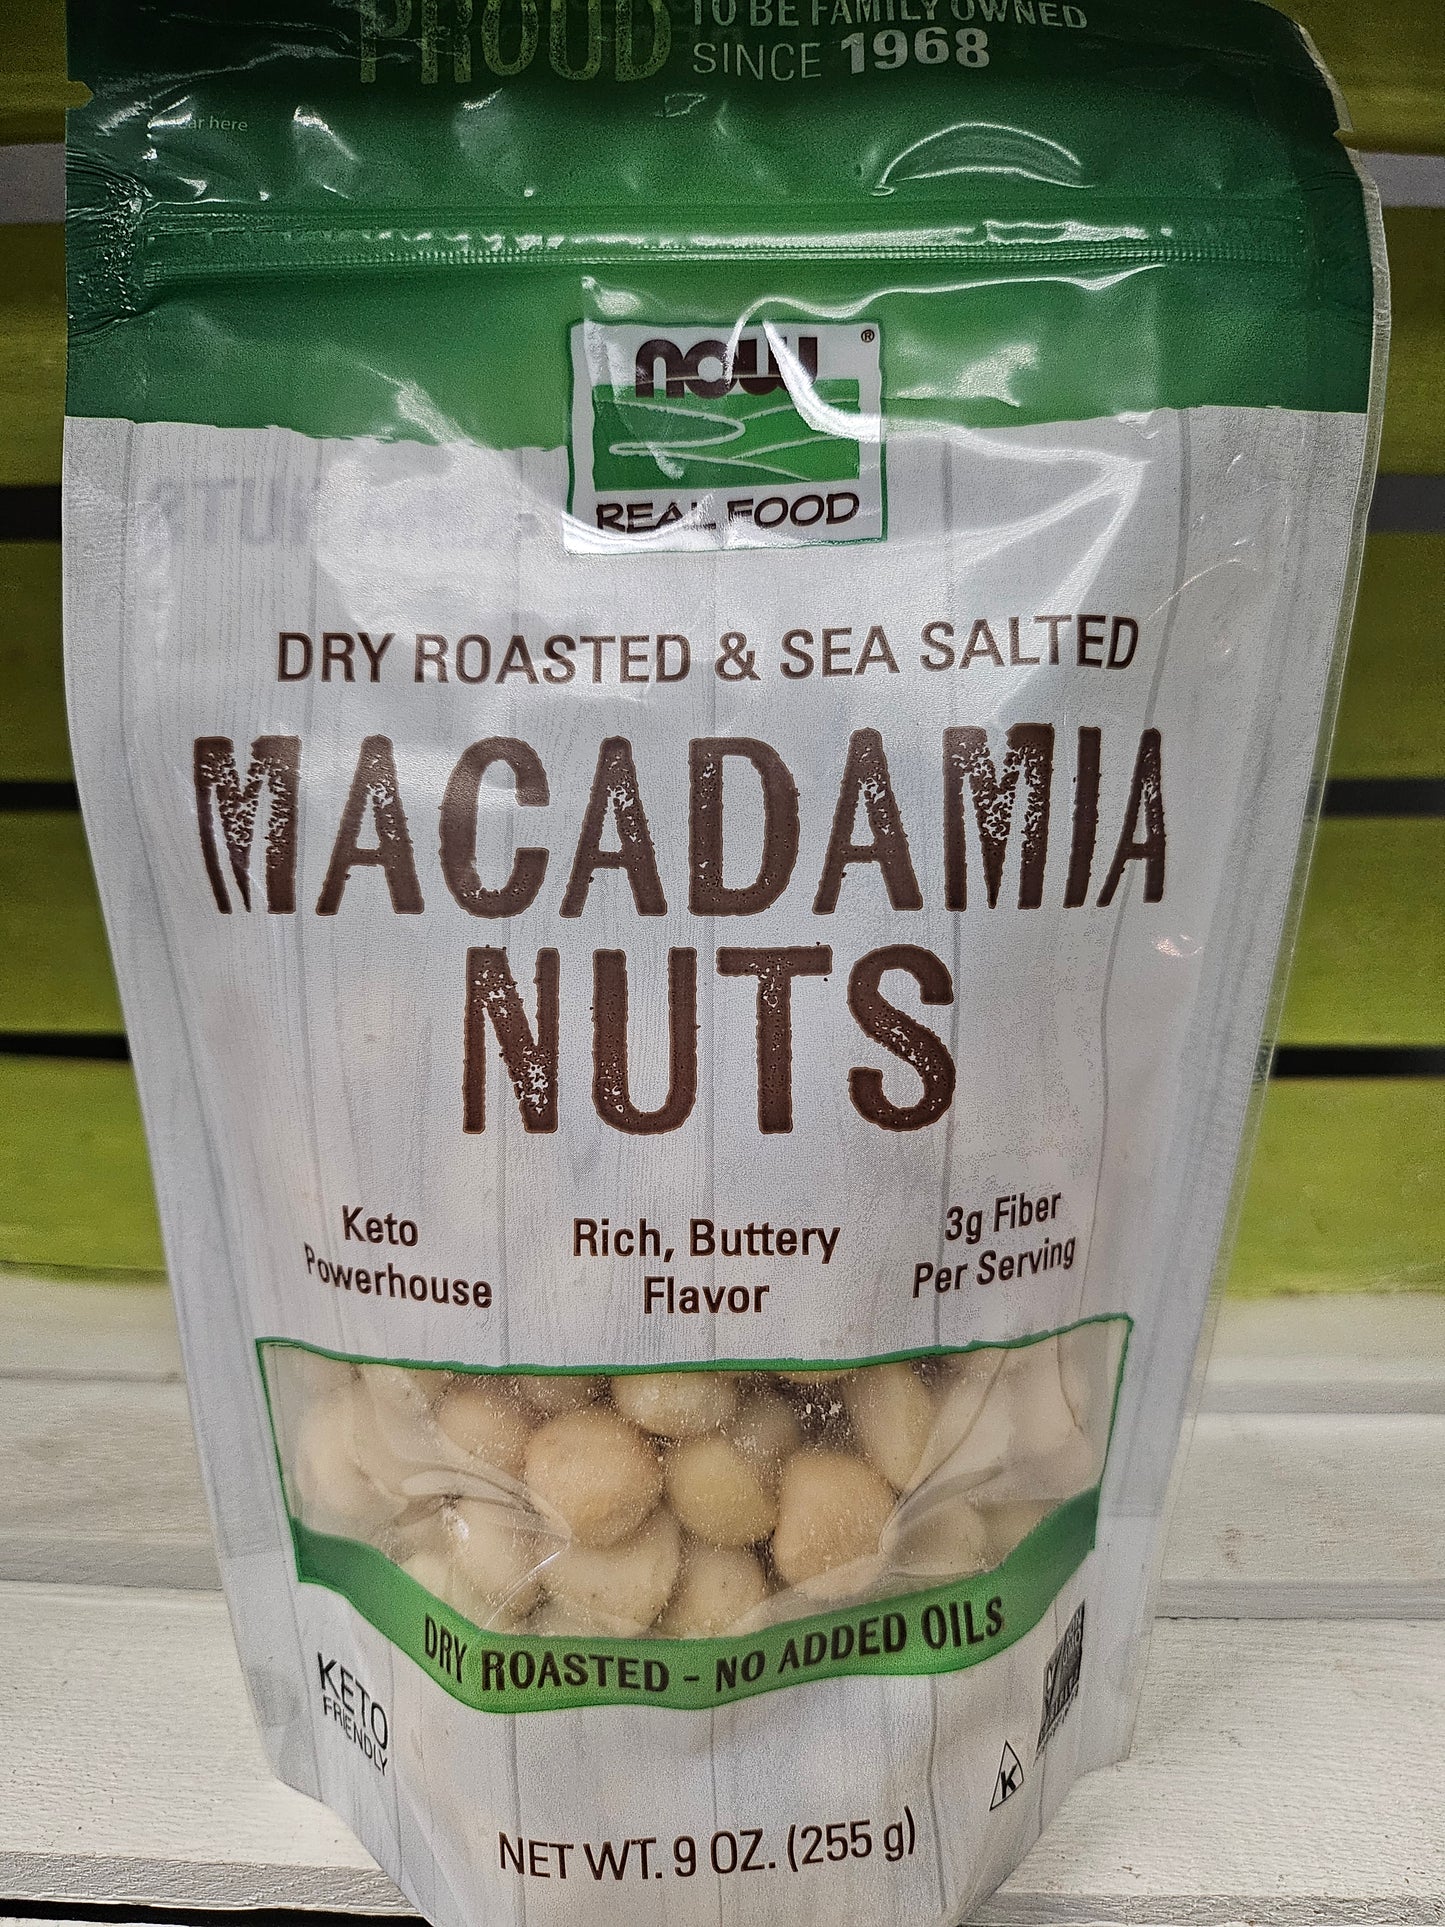 PROUD TO BE FAMILY OWNED
SINCE 1968
now®
REAL FOOD
DRY ROASTED & SEA SALTED
MACADAMIA
NUTS
Keto
Powerhouse
Rich, Buttery
Flavor
3g Fiber
Per Serving
DRY ROASTED - NO ADDED OILS
KETO
FRIENDLY
K
NET WT. 9 OZ. (255 g)